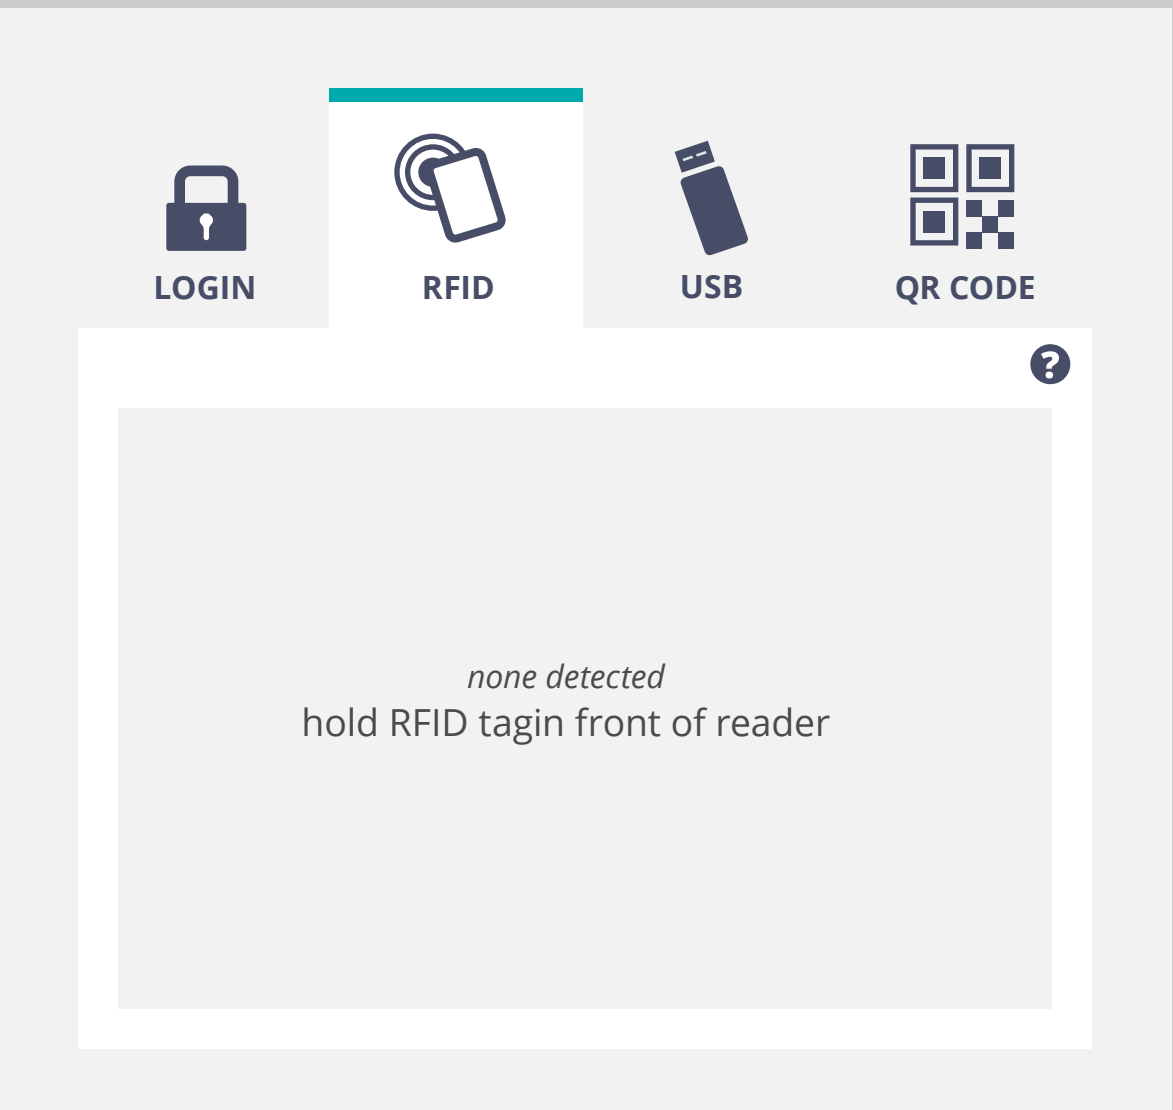 LOGIN
RFID
USB
QR CODE
?
none detected
hold RFID tagin front of reader